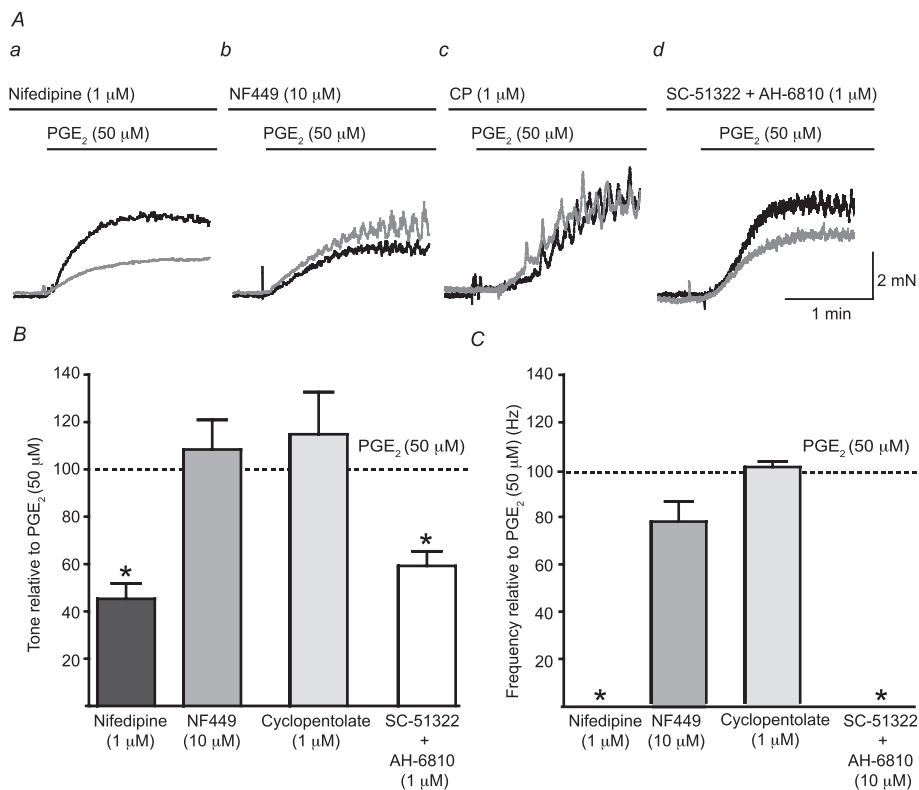 A
a b c d
Nifedipine (1 μM) NF449 (10 μM) CP (1 μM) SC-51322 + AH-6810 (1 μM)
PGE2 (50 μM) PGE2 (50 μM) PGE2 (50 μM) PGE2 (50 μM)
2 mN
1 min
B
Tone relative to PGE2 (50 μM)
140
120
100
80
60
40
20
PGE2 (50 μM)
*
*
Nifedipine
(1 μM)
NF449
(10 μM)
Cyclopentolate
(1 μM)
SC-51322
+
AH-6810
(1 μM)
C
Frequency relative to PGE2 (50 μM) (Hz)
140
120
100
80
60
40
20
PGE2 (50 μM)
*
*
Nifedipine
(1 μM)
NF449
(10 μM)
Cyclopentolate
(1 μM)
SC-51322
+
AH-6810
(10 μM)